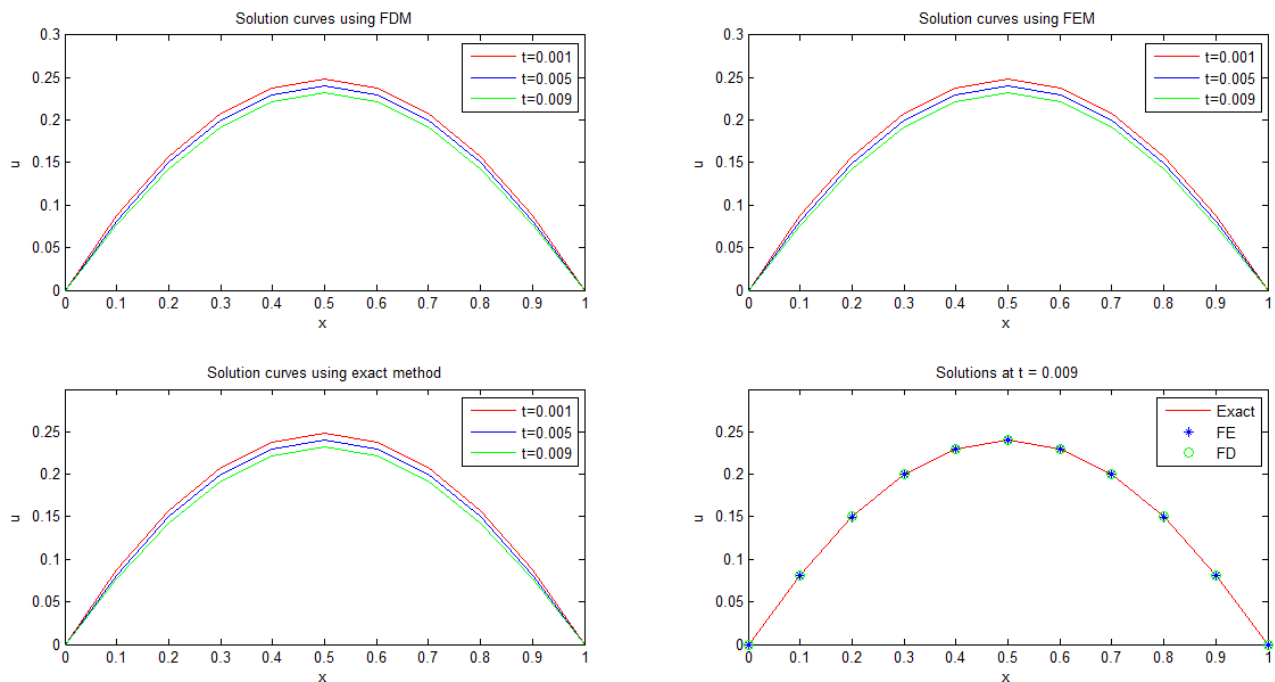 Solution curves using FDM
0.3
0.25
0.2
0.15
0.1
0.05
0
u
t=0.001
t=0.005
t=0.009
0 0.1 0.2 0.3 0.4 0.5 0.6 0.7 0.8 0.9 1
x
Solution curves using FEM
0.3
0.25
0.2
0.15
0.1
0.05
0
u
t=0.001
t=0.005
t=0.009
0 0.1 0.2 0.3 0.4 0.5 0.6 0.7 0.8 0.9 1
x
Solution curves using exact method
0.25
0.2
0.15
0.1
0.05
0
u
t=0.001
t=0.005
t=0.009
0 0.1 0.2 0.3 0.4 0.5 0.6 0.7 0.8 0.9 1
x
Solutions at t = 0.009
0.25
0.2
0.15
0.1
0.05
0
u
Exact
FE
FD
0 0.1 0.2 0.3 0.4 0.5 0.6 0.7 0.8 0.9 1
x